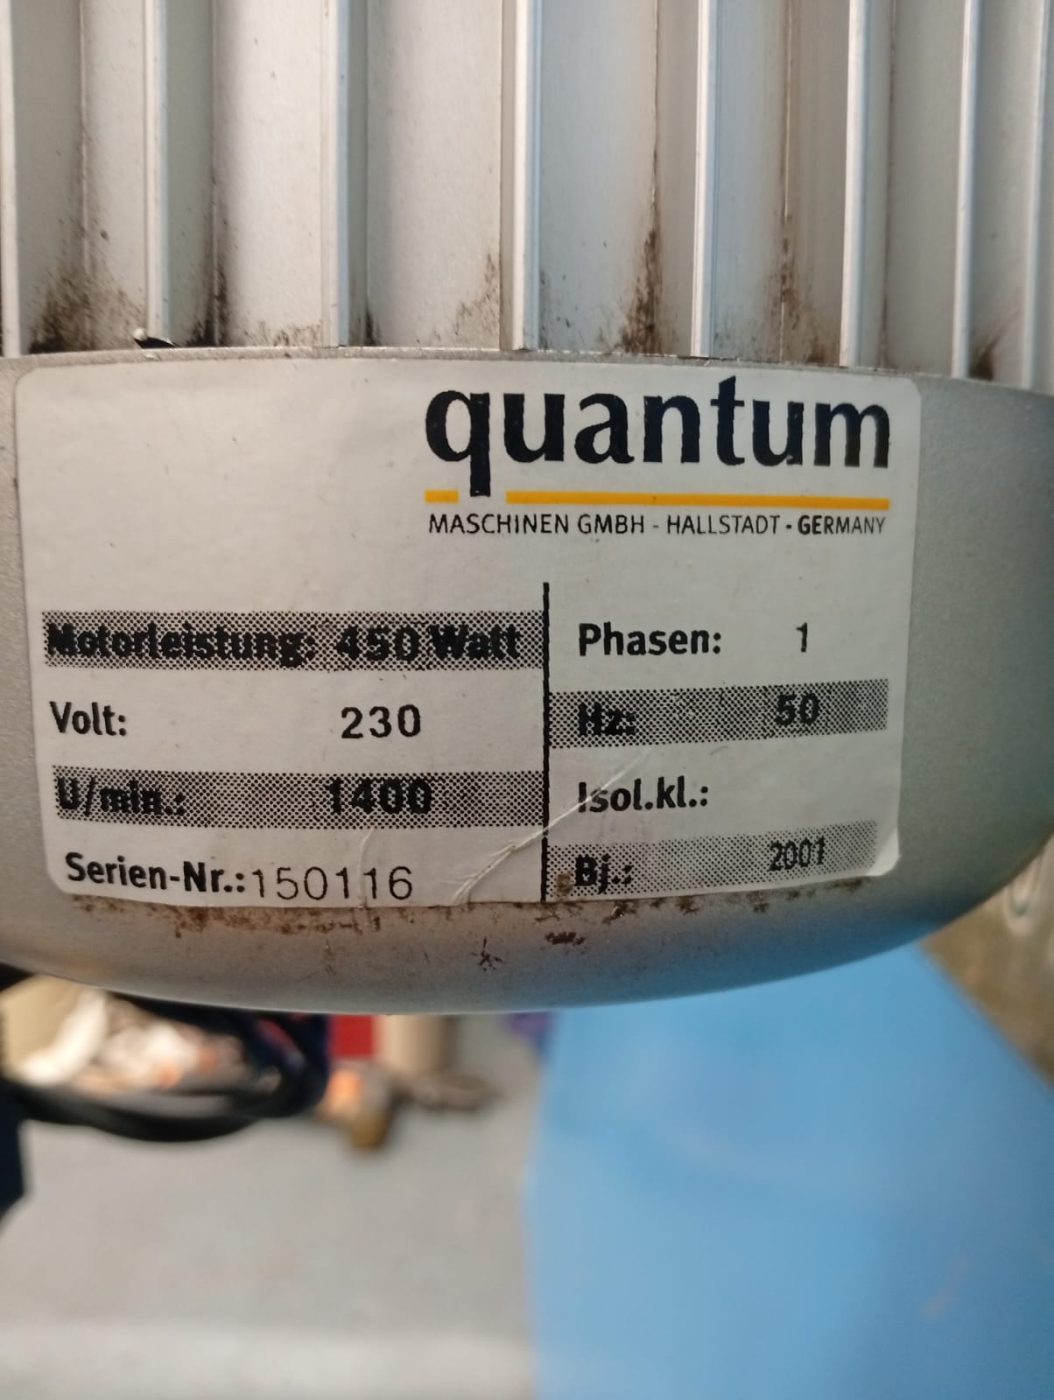 quantum
MASCHINEN GMBH - HALLSTADT - GERMANY
Motorleistung: 450 Watt
Volt: 230
U/min.: 1400
Serien-Nr.: 150116
Phasen: 1
Hz: 50
Isol.kl.:
Bj.: 2001